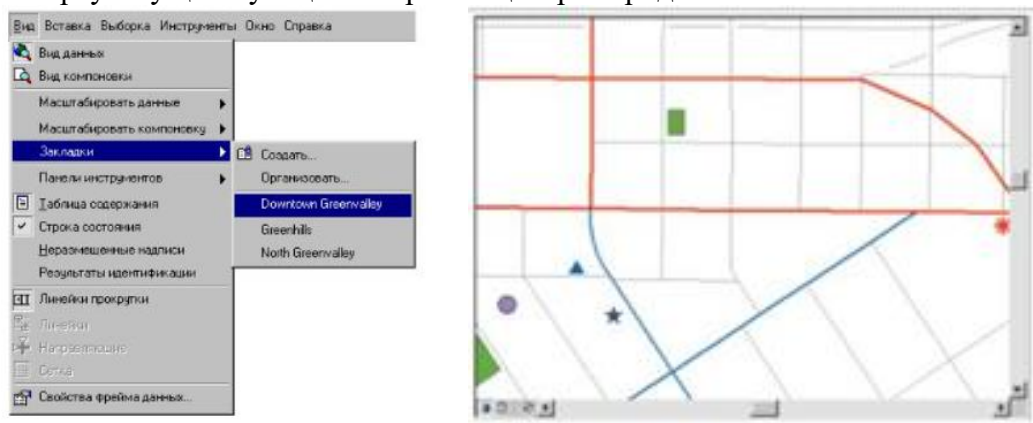 Вид Вставка Выборка Инструменты Окно Справка
Вид данных
Вид компоновки
Масштабировать данные
Масштабировать компоновку
Закладки
Создать...
Панели инструментов
Организовать...
Таблица содержания
Downtown Greenvalley
Строка состояния
Greenhills
Неразмещенные надписи
North Greenvalley
Результаты идентификации
Линейки прокрутки
Линейки
Направляющие
Сетка
Свойства фрейма данных...